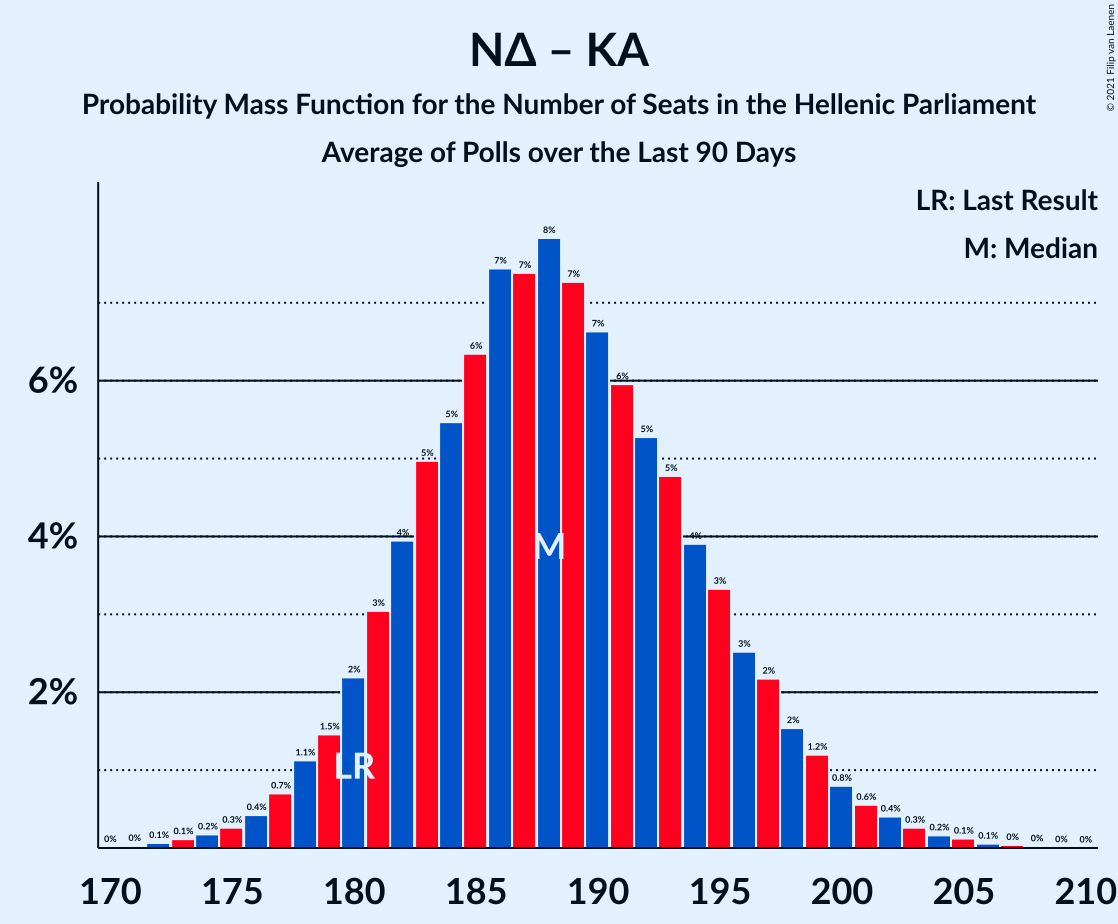 © 2021 Filip van Laenen
ΝΔ – ΚΑ
Probability Mass Function for the Number of Seats in the Hellenic Parliament
Average of Polls over the Last 90 Days
LR: Last Result
M: Median
8%
7% 7% 7%
7%
6% 6%
6%
5% 5%
5% 5%
4% 4%
3% 3%
3%
2% 2%
2%
1.5%
1.1% 1.2%
0.7% 0.8%
0.6%
0.4% 0.4%
0.3% 0.3%
0.2% 0.2%
0% 0% 0.1% 0.1% 0.1% 0.1% 0% 0% 0% 0%
6%
4%
2%
M
LR
170 175 180 185 190 195 200 205 210